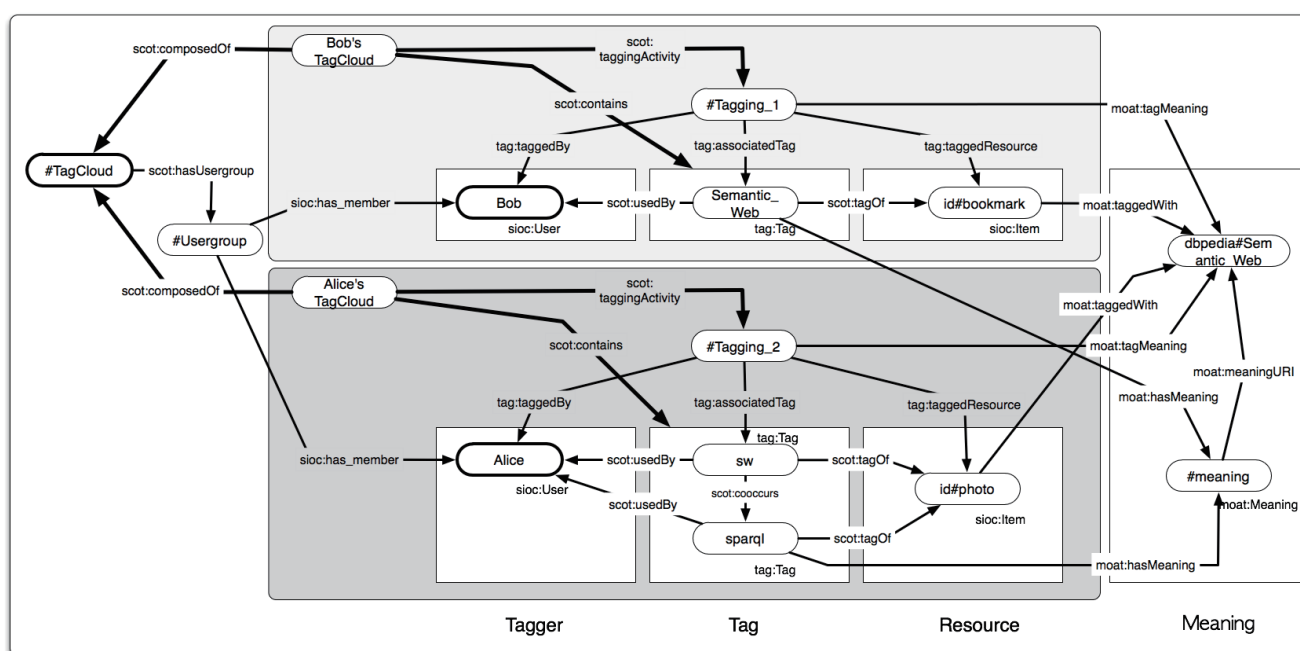 Bob's
TagCloud
scot:composedOf
scot:
taggingActivity
scot:contains
#Tagging_1
moat:tagMeaning
tag:taggedBy
tag:associatedTag
tag:taggedResource
#TagCloud
scot:hasUsergroup
sioc:has_member
Bob
scot:usedBy
Semantic_
Web
scot:tagOf
id#bookmark
moat:taggedWith
sioc:User
tag:Tag
sioc:Item
#Usergroup
dbpedia#Sem
antic_Web
scot:composedOf
Alice's
TagCloud
scot:
taggingActivity
moat:taggedWith
scot:contains
#Tagging_2
moat:tagMeaning
moat:meaningURI
moat:hasMeaning
tag:taggedBy
tag:associatedTag
tag:taggedResource
tag:Tag
sioc:has_member
Alice
scot:usedBy
sw
scot:tagOf
#meaning
sioc:User
scot:cooccurs
id#photo
moat:Meaning
scot:usedBy
sioc:Item
sparql
scot:tagOf
tag:Tag
moat:hasMeaning
Tagger
Tag
Resource
Meaning